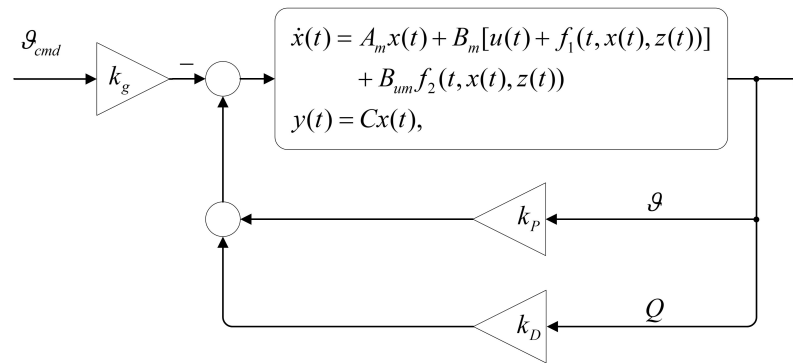 ϑ_cmd
k_g
−
ẋ(t) = A_m x(t) + B_m[u(t) + f_1(t, x(t), z(t))]
+ B_um f_2(t, x(t), z(t))
y(t) = Cx(t),
k_P
ϑ
k_D
Q